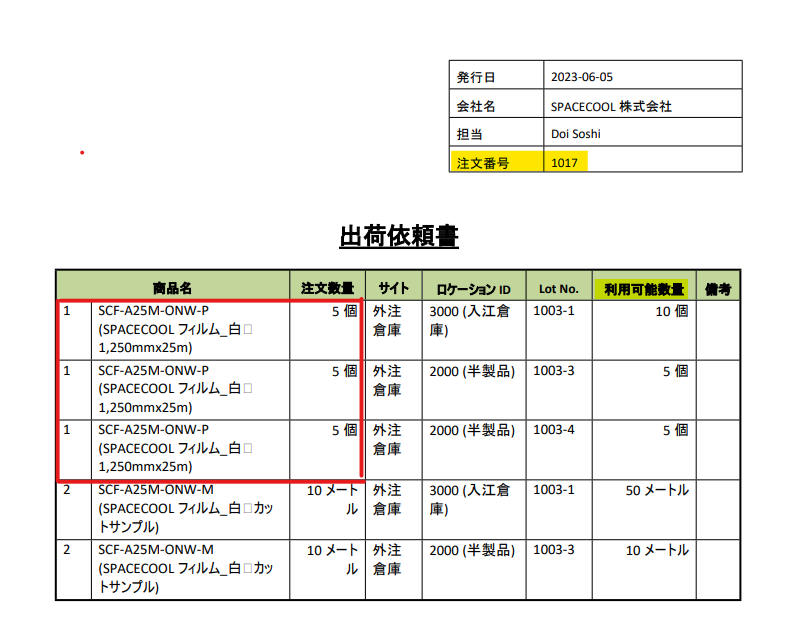 発行日 2023-06-05
会社名 SPACECOOL 株式会社
担当 Doi Soshi
注文番号 1017
出荷依頼書
商品名 注文数量 サイト ロケーション ID Lot No. 利用可能数量 備考
1 SCF-A25M-ONW-P 5 個 外注 3000 (入江倉 1003-1 10 個
(SPACECOOL フィルム_白□ 倉庫 庫)
1,250mmx25m)
1 SCF-A25M-ONW-P 5 個 外注 2000 (半製品) 1003-3 5 個
(SPACECOOL フィルム_白□ 倉庫
1,250mmx25m)
1 SCF-A25M-ONW-P 5 個 外注 2000 (半製品) 1003-4 5 個
(SPACECOOL フィルム_白□ 倉庫
1,250mmx25m)
2 SCF-A25M-ONW-M 10 メート 外注 3000 (入江倉 1003-1 50 メートル
(SPACECOOL フィルム_白□カッ ル 倉庫 庫)
トサンプル)
2 SCF-A25M-ONW-M 10 メート 外注 2000 (半製品) 1003-3 10 メートル
(SPACECOOL フィルム_白□カッ ル 倉庫
トサンプル)